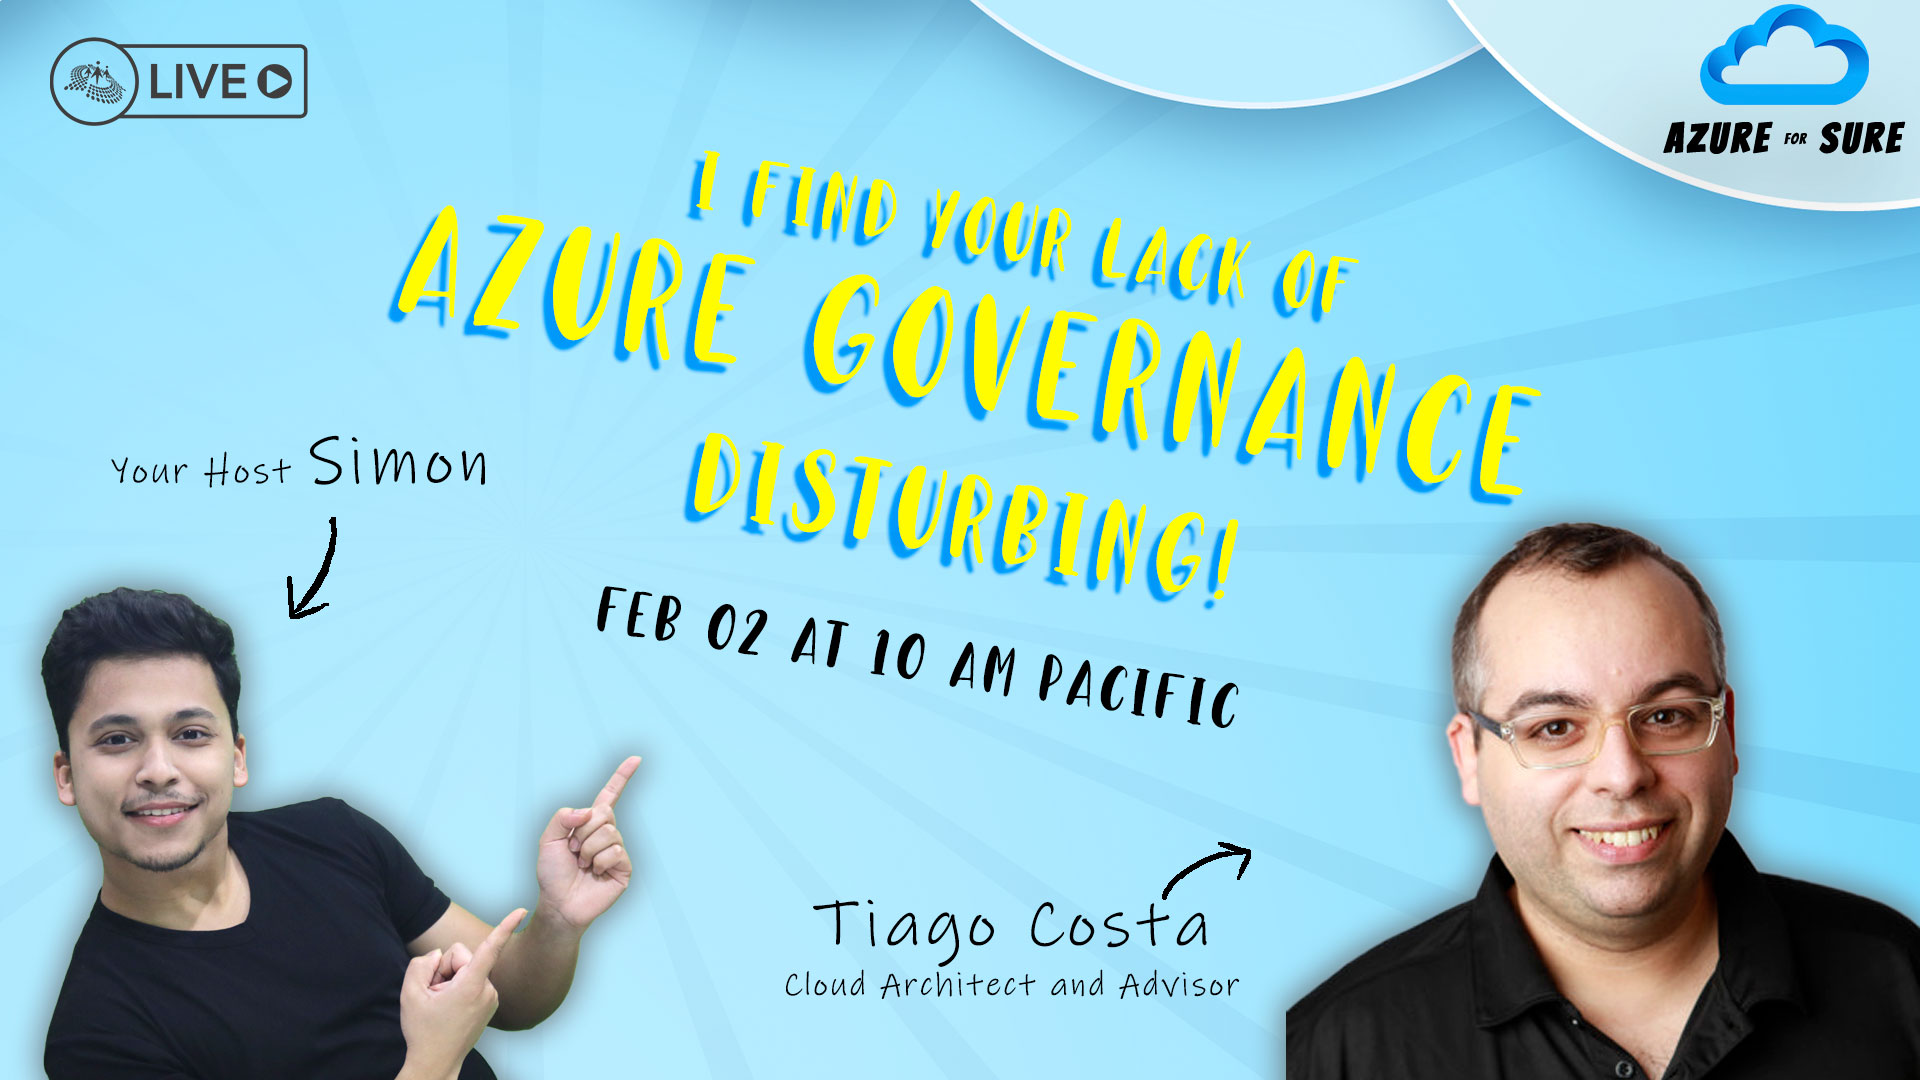 LIVE
AZURE FOR SURE
I FIND YOUR LACK OF
AZURE GOVERNANCE
DISTURBING!
FEB 02 AT 10 AM PACIFIC
Your Host Simon
Tiago Costa
Cloud Architect and Advisor